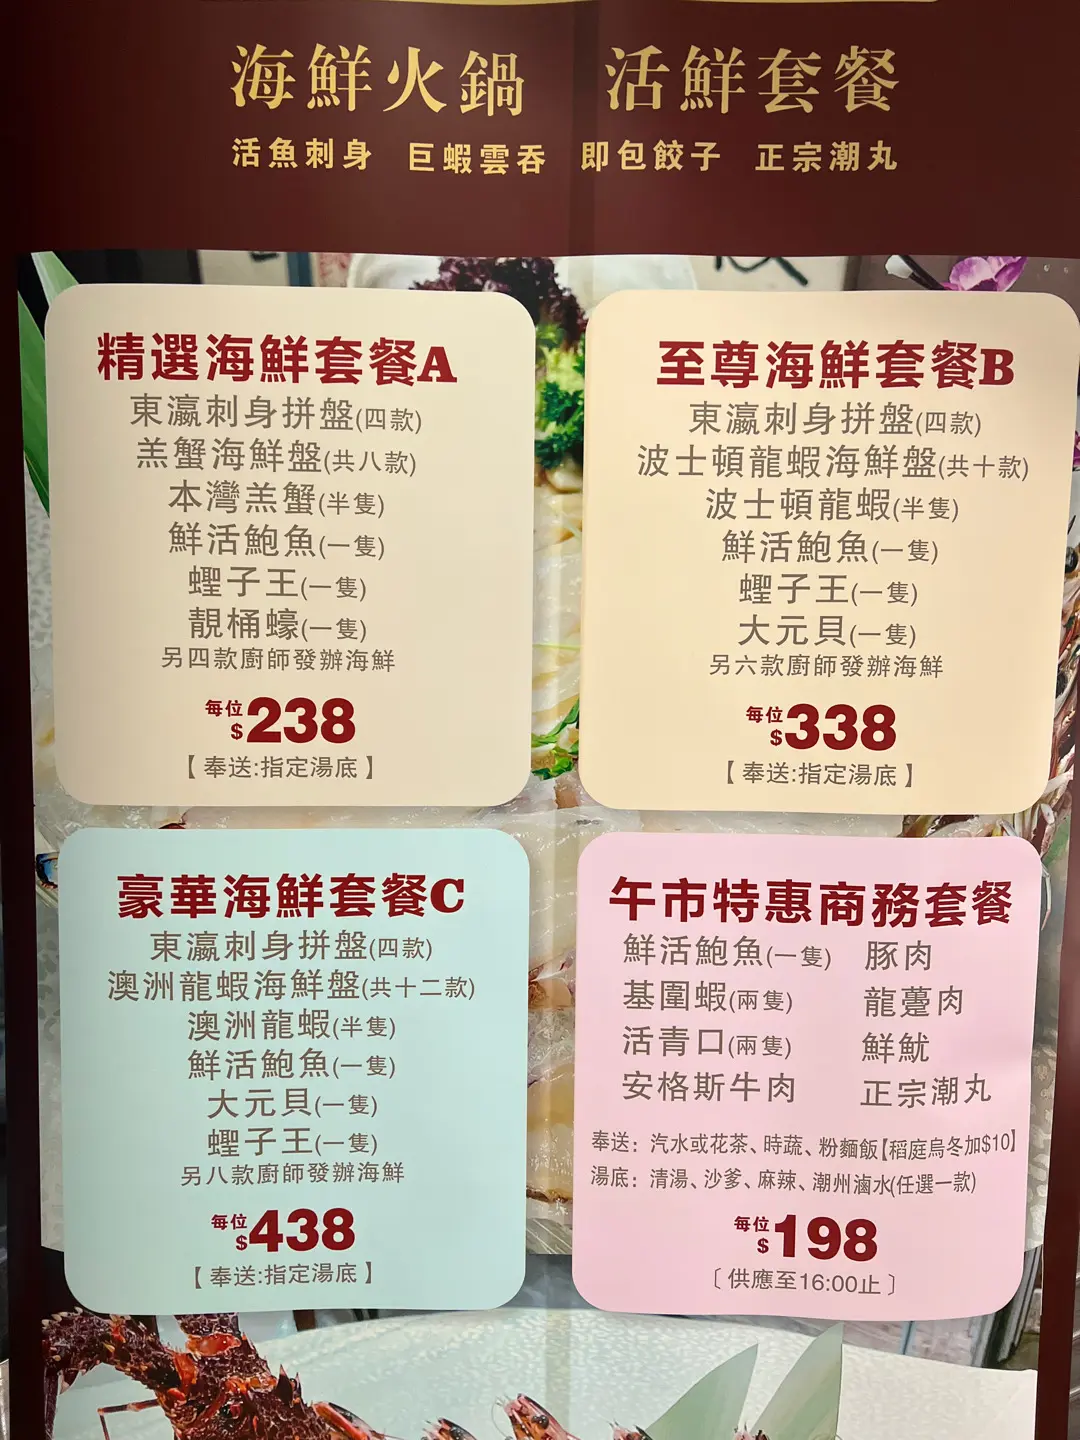 海鮮火鍋 活鮮套餐
活魚刺身 巨蝦雲吞 即包餃子 正宗潮丸
精選海鮮套餐A
東瀛刺身拼盤(四款)
羔蟹海鮮盤(共八款)
本灣羔蟹(半隻)
鮮活鮑魚(一隻)
蟶子王(一隻)
靚桶蠔(一隻)
另四款廚師發辦海鮮
每位$238
【奉送:指定湯底】
至尊海鮮套餐B
東瀛刺身拼盤(四款)
波士頓龍蝦海鮮盤(共十款)
波士頓龍蝦(半隻)
鮮活鮑魚(一隻)
蟶子王(一隻)
大元貝(一隻)
另六款廚師發辦海鮮
每位$338
【奉送:指定湯底】
豪華海鮮套餐C
東瀛刺身拼盤(四款)
澳洲龍蝦海鮮盤(共十二款)
澳洲龍蝦(半隻)
鮮活鮑魚(一隻)
大元貝(一隻)
蟶子王(一隻)
另八款廚師發辦海鮮
每位$438
【奉送:指定湯底】
午市特惠商務套餐
鮮活鮑魚(一隻) 豚肉
基圍蝦(兩隻) 龍躉肉
活青口(兩隻) 鮮魷
安格斯牛肉 正宗潮丸
奉送：汽水或花茶、時蔬、粉麵飯【稻庭烏冬加$10】
湯底：清湯、沙爹、麻辣、潮州滷水(任選一款)
每位$198
〔供應至16:00止〕